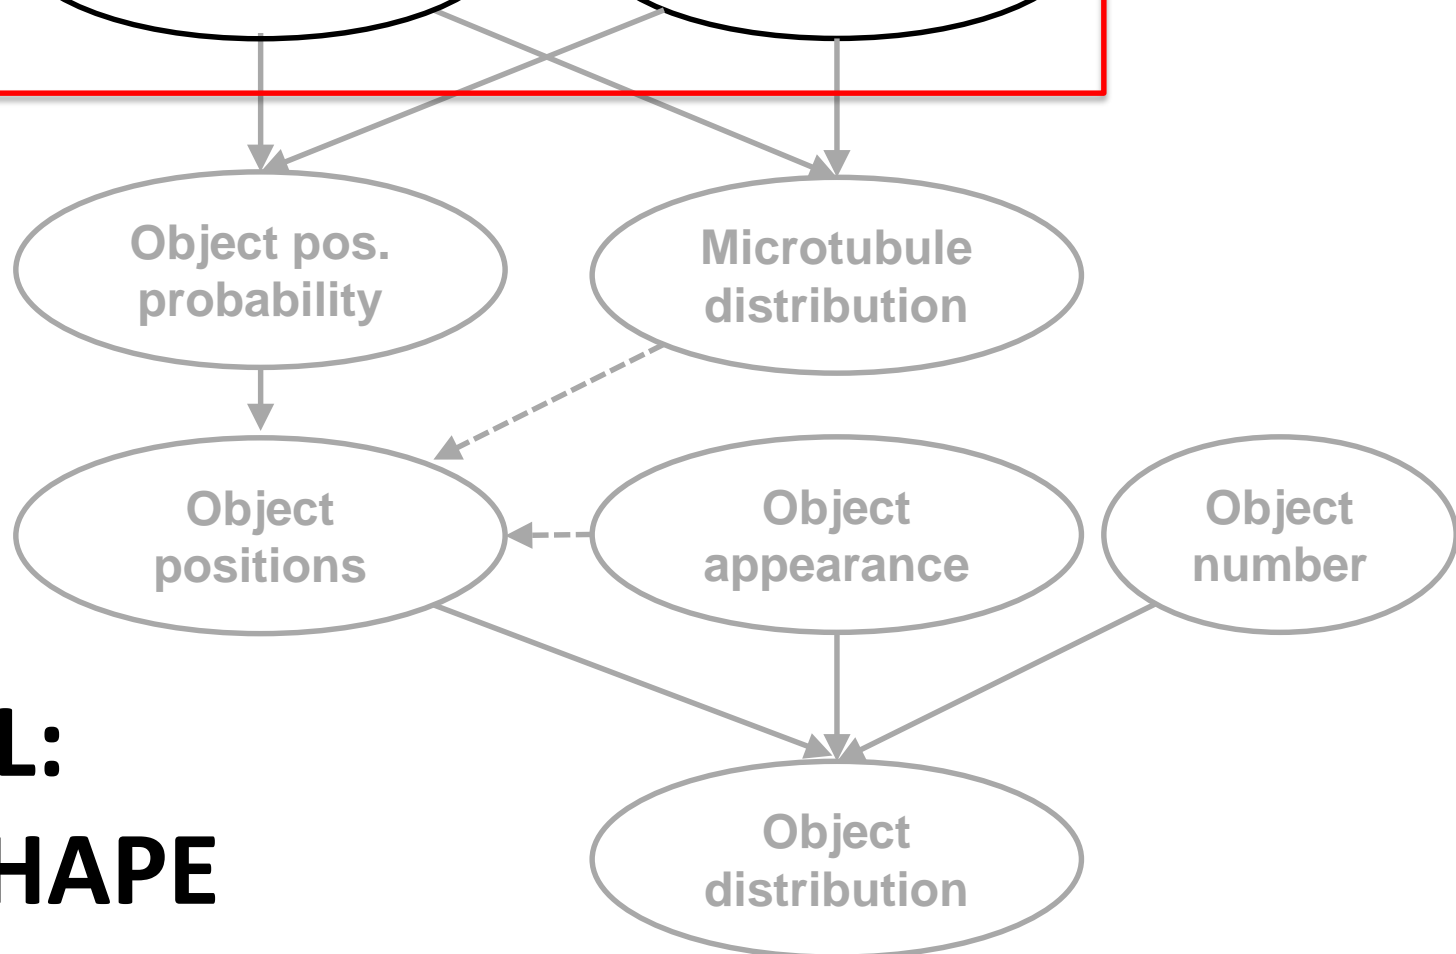 Object pos.
probability
Microtubule
distribution
Object
positions
Object
appearance
Object
number
L:
HAPE
Object
distribution